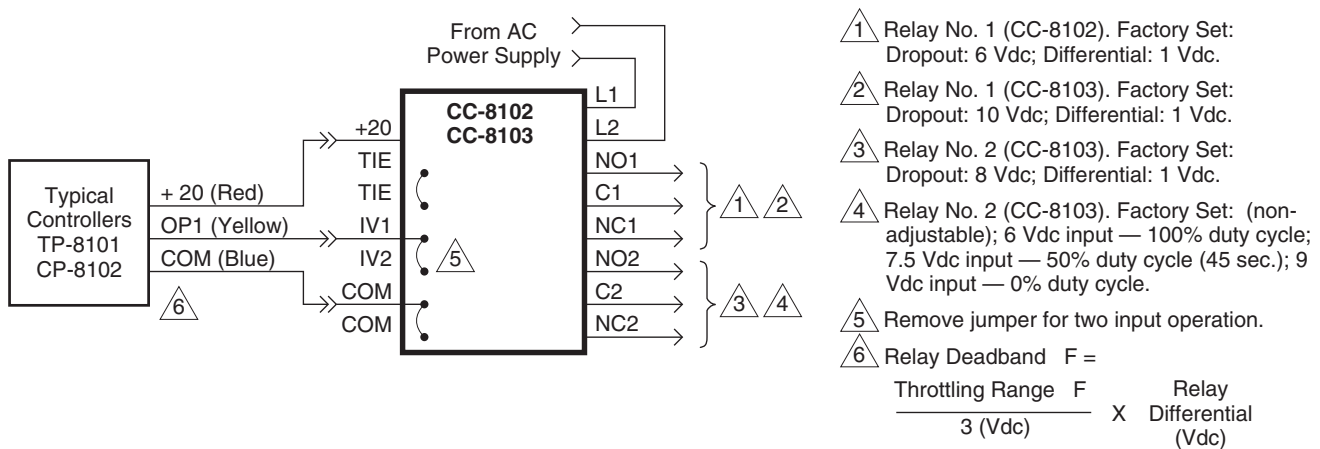 From AC
Power Supply
L1
CC-8102
CC-8103
L2
+20
TIE
NO1
TIE
C1
Typical
Controllers
TP-8101
CP-8102
+ 20 (Red)
OP1 (Yellow)
IV1
NC1
1
2
COM (Blue)
IV2
5
NO2
6
COM
C2
3
4
COM
NC2
1 Relay No. 1 (CC-8102). Factory Set:
Dropout: 6 Vdc; Differential: 1 Vdc.
2 Relay No. 1 (CC-8103). Factory Set:
Dropout: 10 Vdc; Differential: 1 Vdc.
3 Relay No. 2 (CC-8103). Factory Set:
Dropout: 8 Vdc; Differential: 1 Vdc.
4 Relay No. 2 (CC-8103). Factory Set: (non-
adjustable); 6 Vdc input — 100% duty cycle;
7.5 Vdc input — 50% duty cycle (45 sec.); 9
Vdc input — 0% duty cycle.
5 Remove jumper for two input operation.
6 Relay Deadband F =
Throttling Range F
3 (Vdc)
X
Relay
Differential
(Vdc)